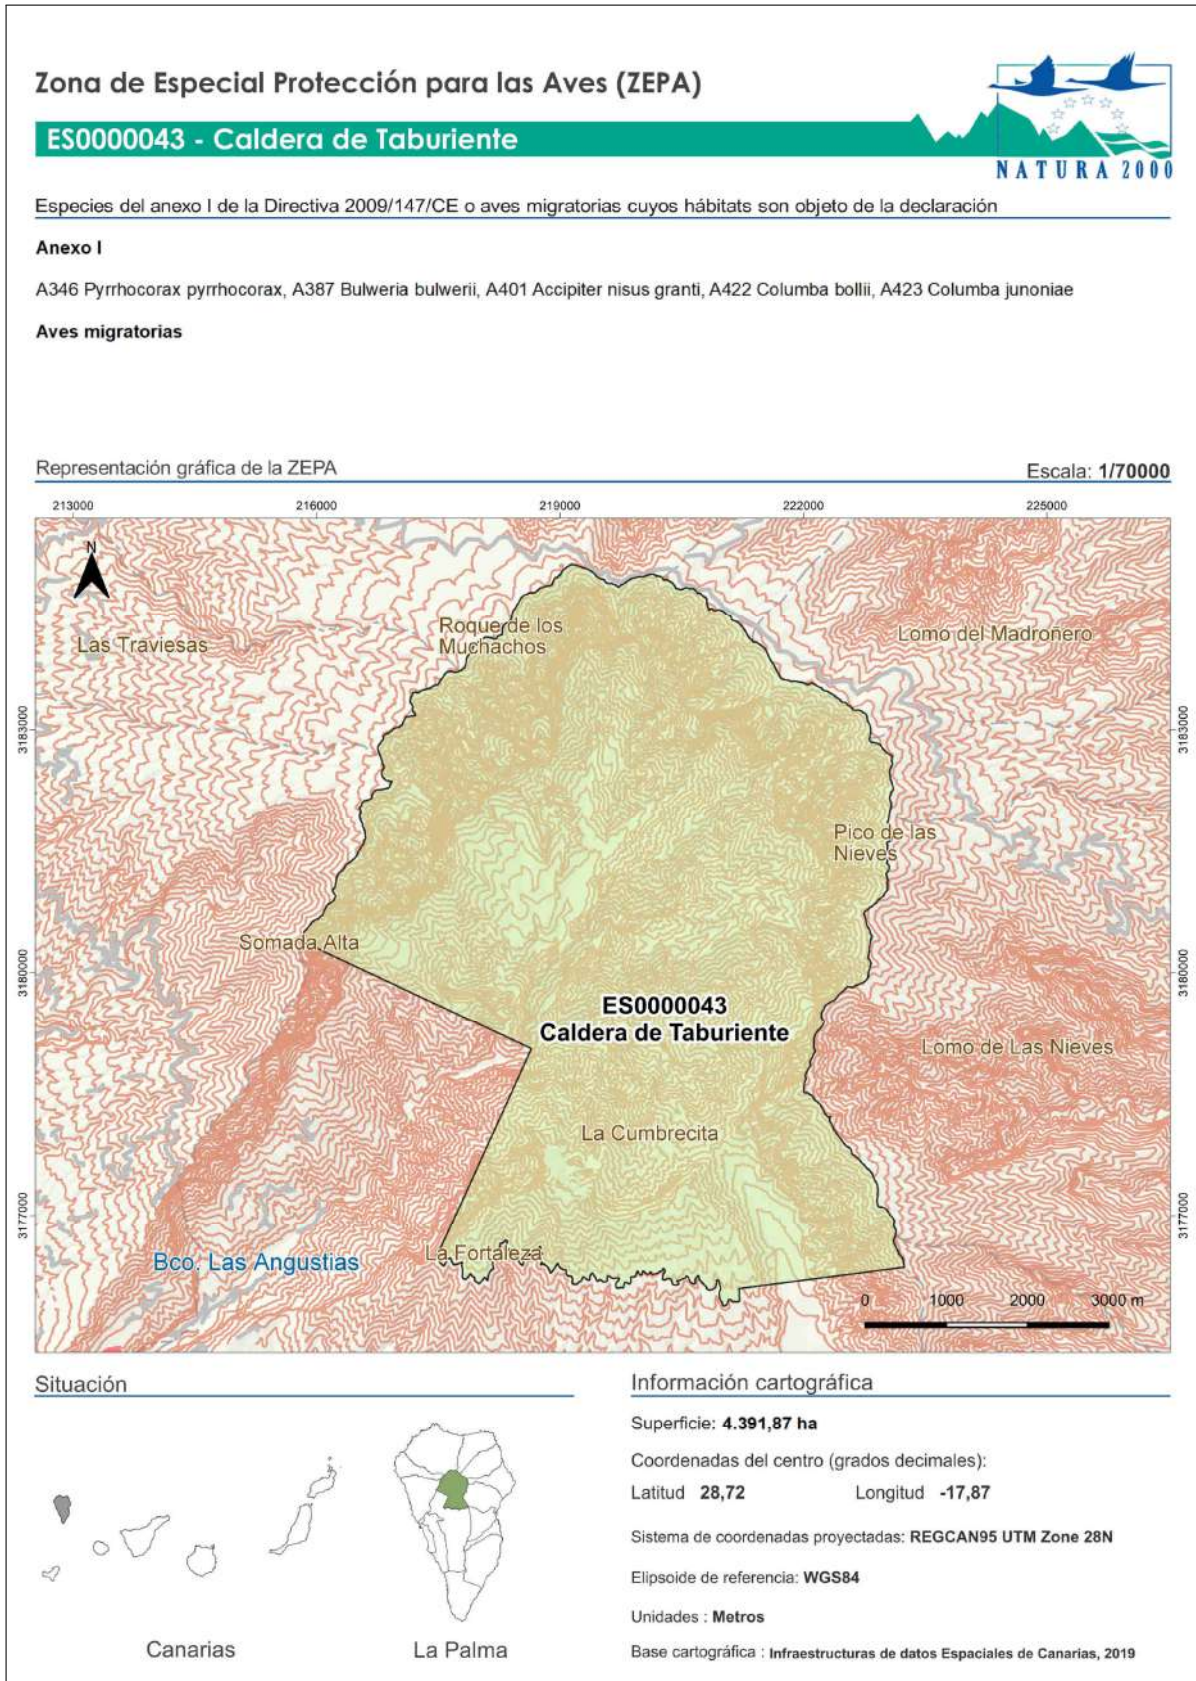 Zona de Especial Protección para las Aves (ZEPA)
ES0000043 - Caldera de Taburiente
NATURA 2000
Especies del anexo I de la Directiva 2009/147/CE o aves migratorias cuyos hábitats son objeto de la declaración
Anexo I
A346 Pyrrhocorax pyrrhocorax, A387 Bulweria bulwerii, A401 Accipiter nisus granti, A422 Columba bollii, A423 Columba junoniae
Aves migratorias
Representación gráfica de la ZEPA
Escala: 1/70000
213000 216000 219000 222000 225000
N
Las Traviesas
Roque de los
Muchachos
Lomo del Madroñero
3183000 3183000
Pico de las
Nieves
Somada Alta
3180000 3180000
ES0000043
Caldera de Taburiente
Lomo de Las Nieves
La Cumbrecita
3177000 3177000
La Fortaleza
Bco. Las Angustias
0 1000 2000 3000 m
Situación
Canarias
La Palma
Información cartográfica
Superficie: 4.391,87 ha
Coordenadas del centro (grados decimales):
Latitud 28,72 Longitud -17,87
Sistema de coordenadas proyectadas: REGCAN95 UTM Zone 28N
Elipsoide de referencia: WGS84
Unidades : Metros
Base cartográfica : Infraestructuras de datos Espaciales de Canarias, 2019